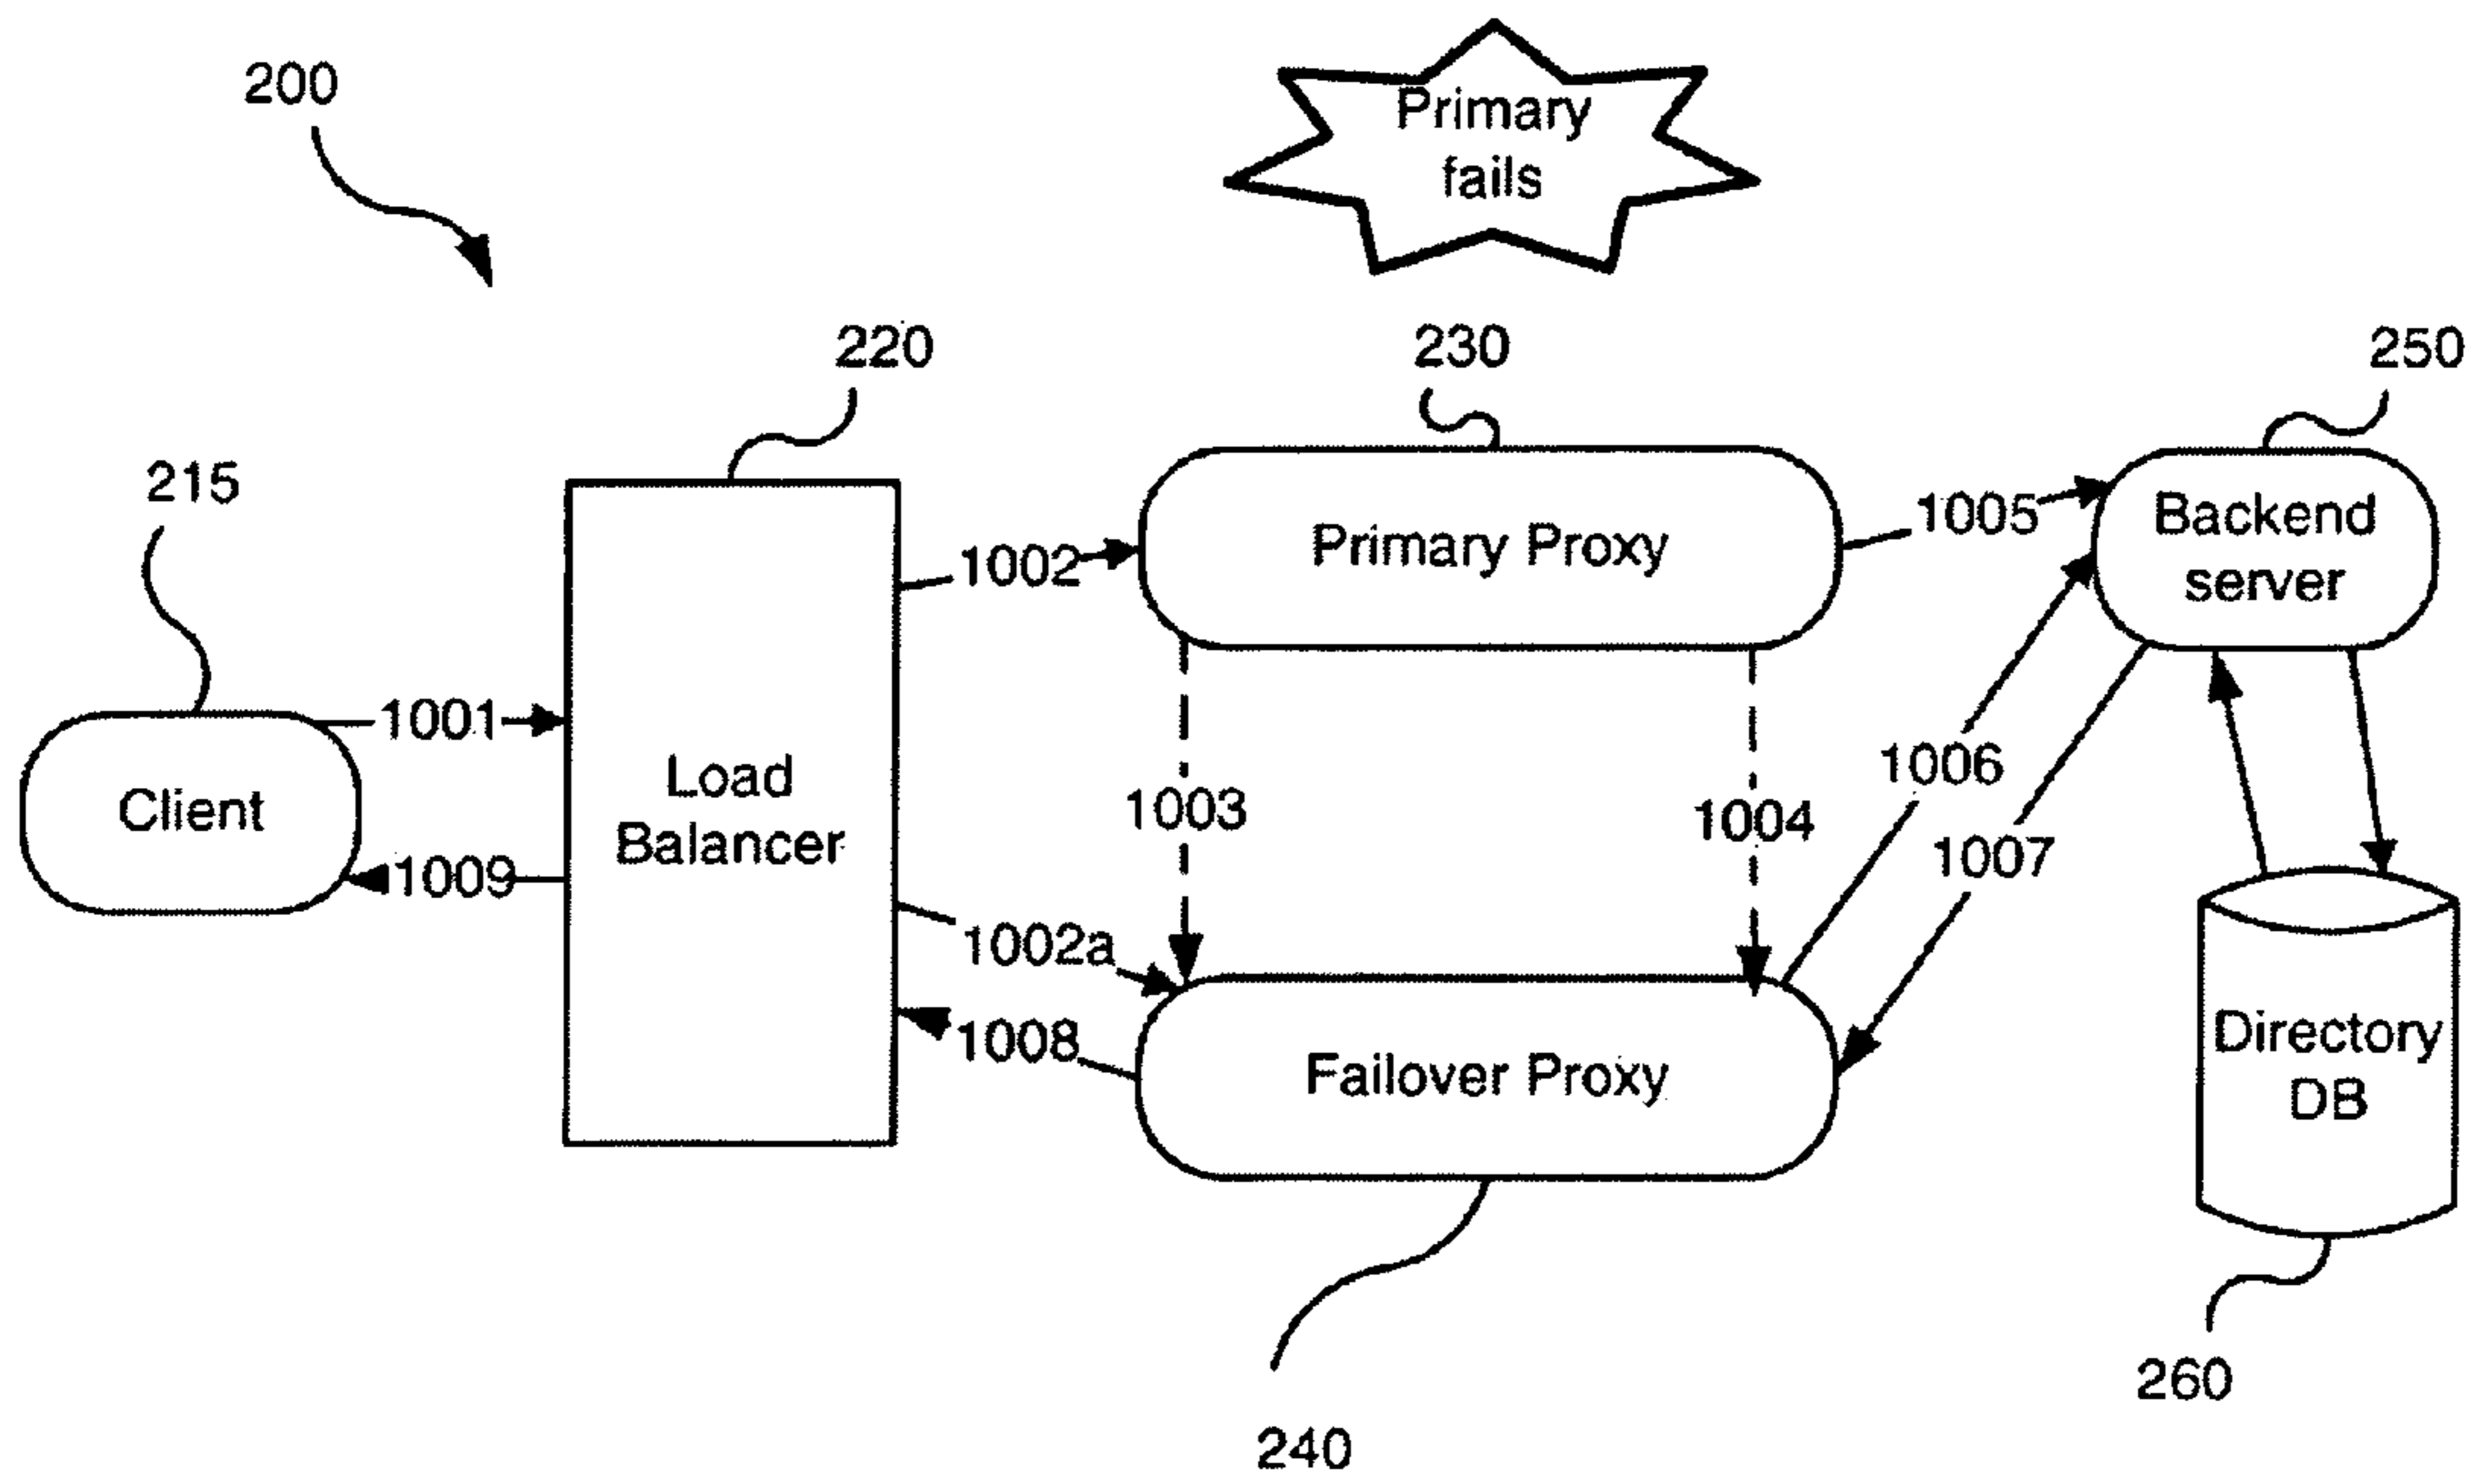 200
Primary
fails
220
230
250
215
1005
Backend
server
1002
Primary Proxy
1001
Load
Balancer
Client
1003
1004
1006
1007
1009
1002a
1008
Failover Proxy
Directory
DB
260
240